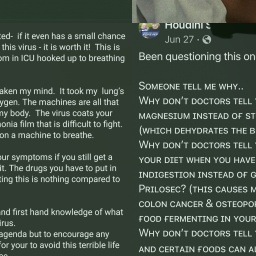 ted- if it even has a small chance
this virus - it is worth it! This is
om in ICU hooked up to breathing
aken my mind. It took my lung's
ygen. The machines are all that
my body. The virus coats your
onia film that is difficult to fight.
on a machine to breathe.
our symptoms if you still get a
it. The drugs you have to put in
ting this is nothing compared to
nd first hand knowledge of what
irus.
agenda but to encourage any
for your to avoid this terrible life
Houdini's
Jun 27 ·
Been questioning this on
Someone tell me why..
Why don't doctors tell
magnesium instead of st
(which dehydrates the b
Why don't doctors tell
your diet when you have
indigestion instead of g
Prilosec? (this causes m
colon cancer & osteopo
food fermenting in your
Why don't doctors tell
and certain foods can al